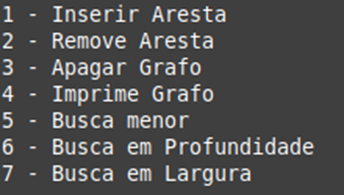 1 - Inserir Aresta
2 - Remove Aresta
3 - Apagar Grafo
4 - Imprime Grafo
5 - Busca menor
6 - Busca em Profundidade
7 - Busca em Largura